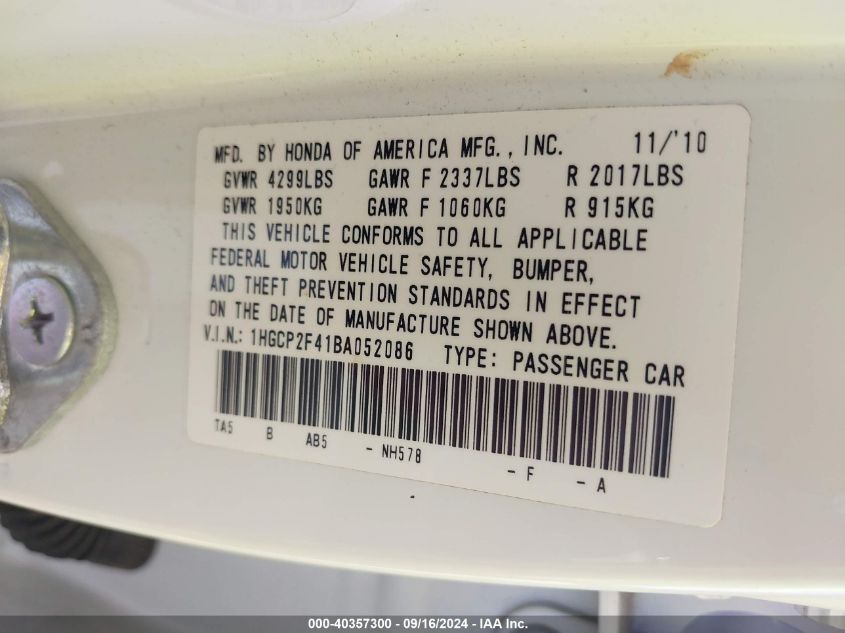 MFD. BY HONDA OF AMERICA MFG., INC. 11/'10
GVWR 4299LBS GAWR F 2337LBS R 2017LBS
GVWR 1950KG GAWR F 1060KG R 915KG
THIS VEHICLE CONFORMS TO ALL APPLICABLE
FEDERAL MOTOR VEHICLE SAFETY, BUMPER,
AND THEFT PREVENTION STANDARDS IN EFFECT
ON THE DATE OF MANUFACTURE SHOWN ABOVE.
V.I.N.: 1HGCP2F41BA052086 TYPE: PASSENGER CAR
TA5 B AB5 - NH578 - F - A
000-40357300 - 09/16/2024 - IAA Inc.